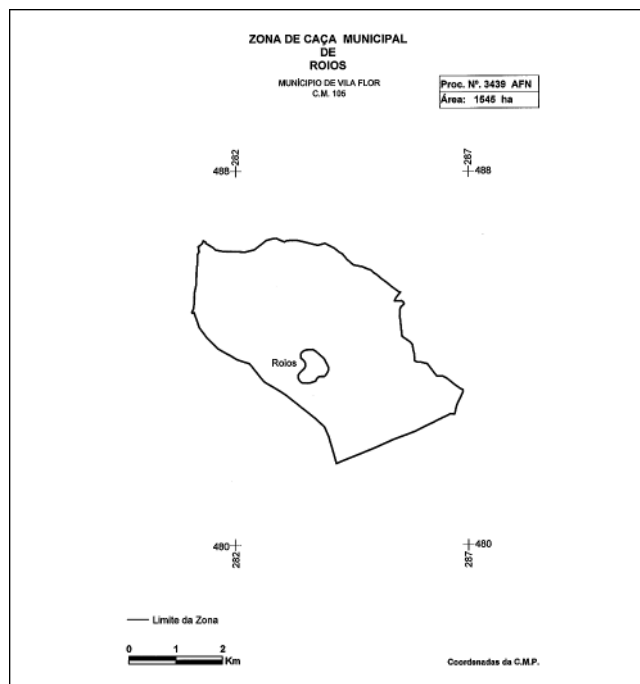 ZONA DE CAÇA MUNICIPAL
DE
ROIOS
MUNÍCIPIO DE VILA FLOR
C.M. 105
Proc. Nº. 3439 AFN
Área: 1545 ha
488
282
287
488
Roios
480
282
287
480
Limite da Zona
0 1 2
Km
Coordenadas da C.M.P.